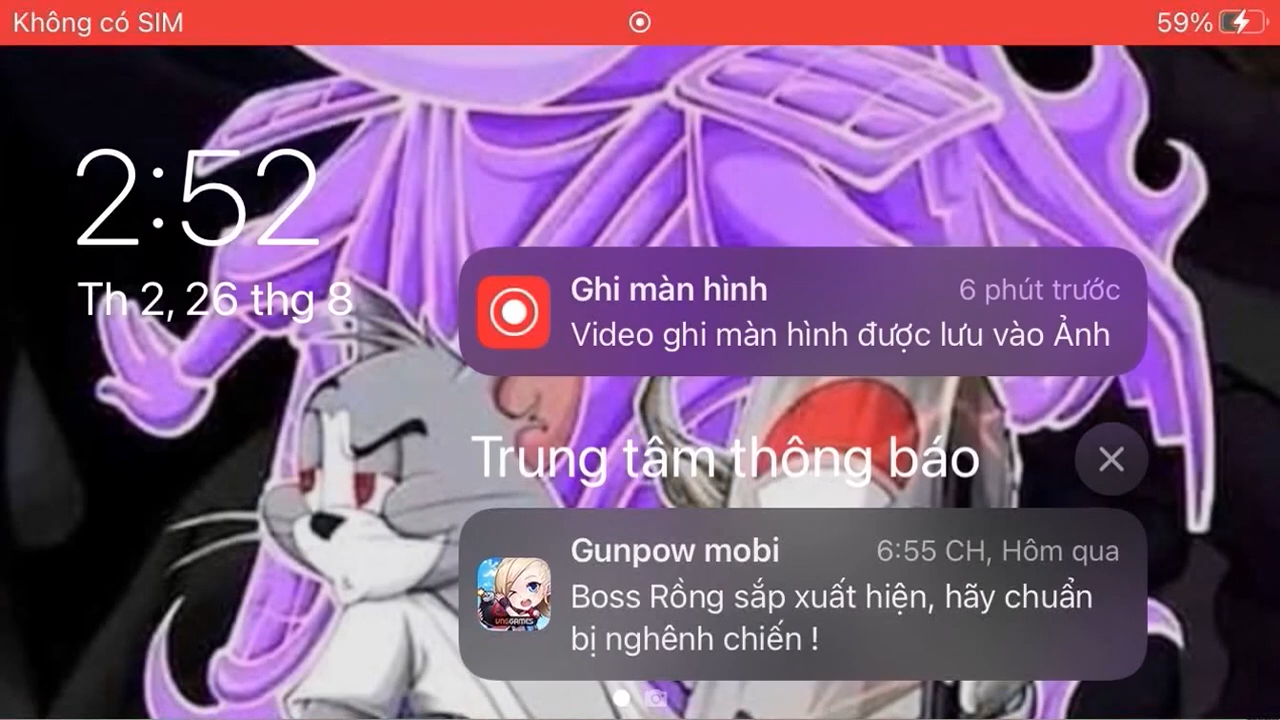 Không có SIM
59%
2:52
Th 2, 26 thg 8
Ghi màn hình
6 phút trước
Video ghi màn hình được lưu vào Ảnh
Trung tâm thông báo
Gunpow mobi
6:55 CH, Hôm qua
Boss Rồng sắp xuất hiện, hãy chuẩn
bị nghênh chiến !
VNGGAMES